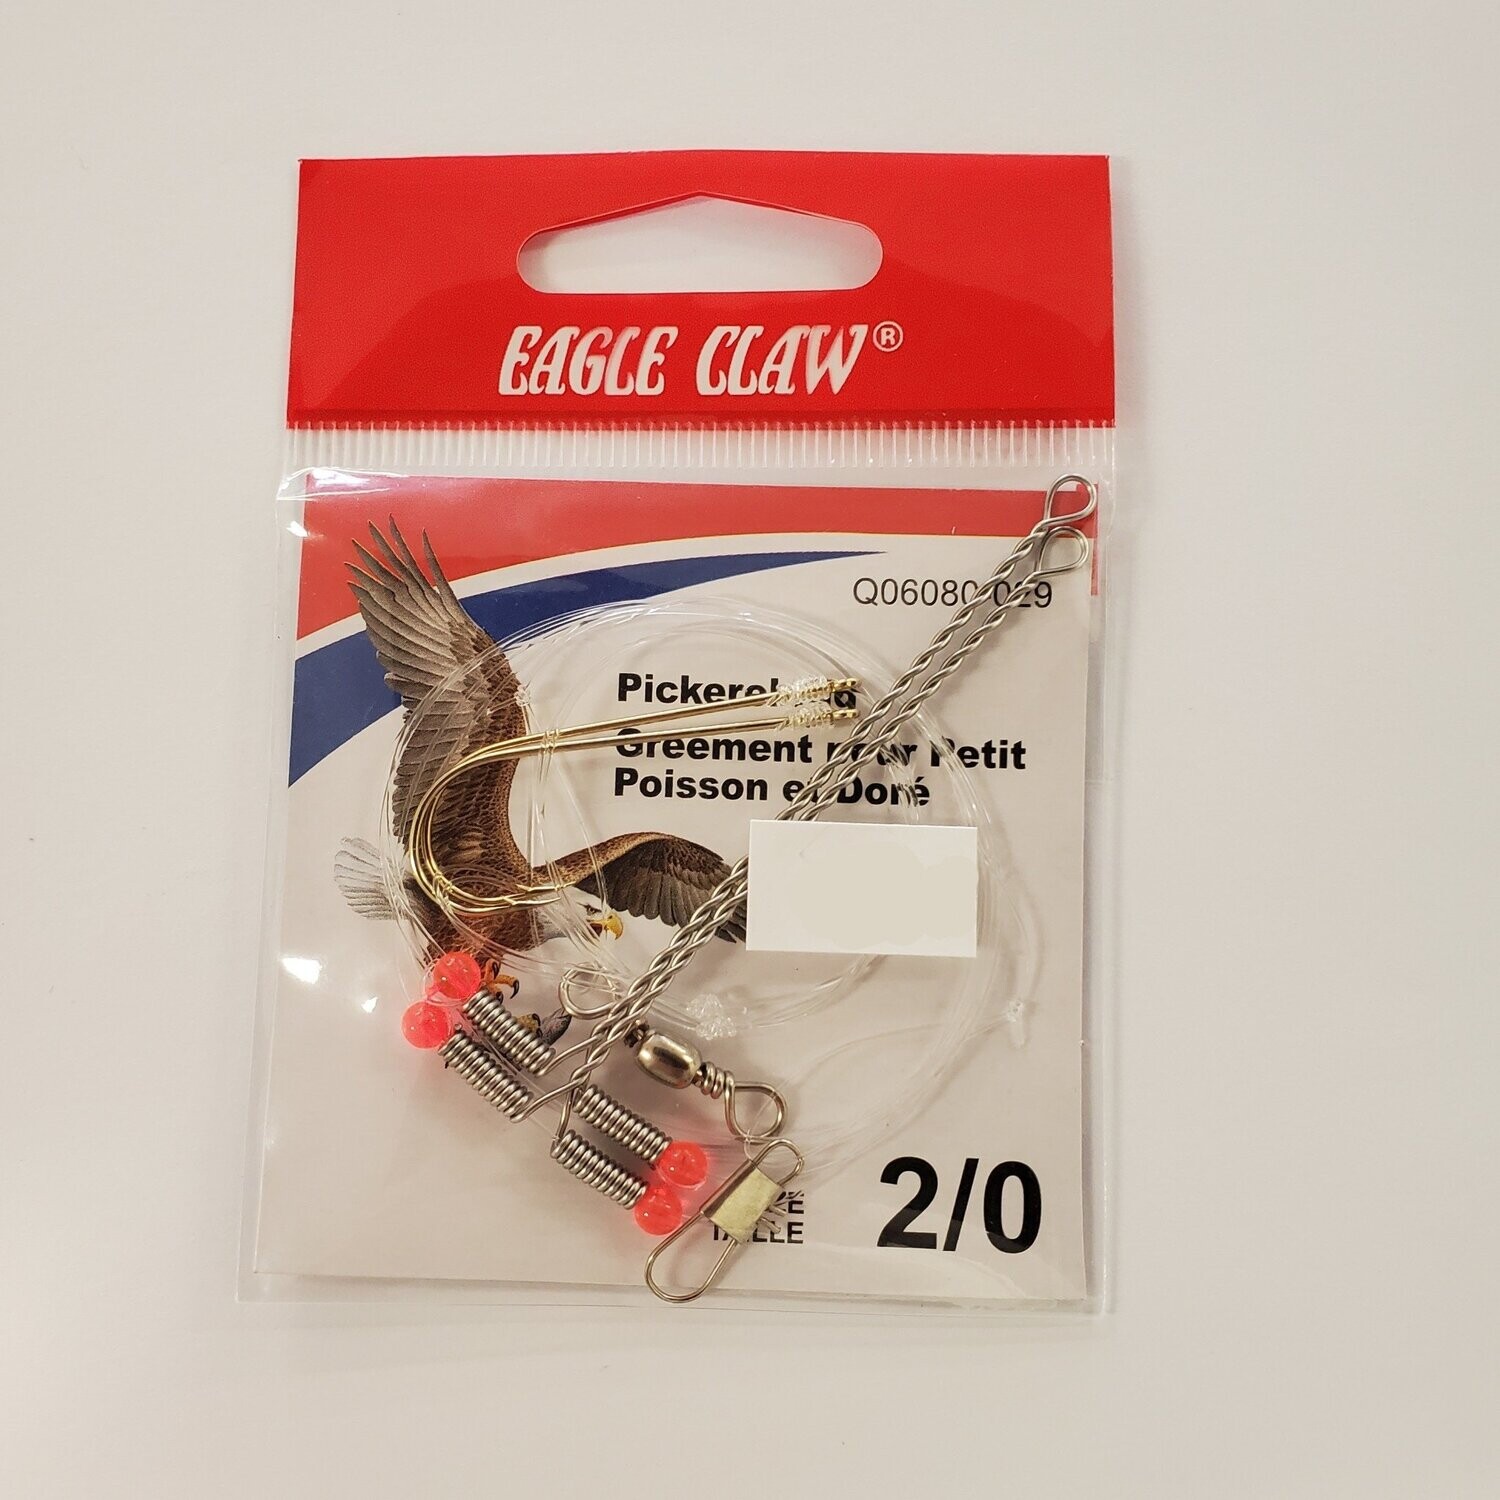 EAGLE CLAW®
Q06080-029
Pickerel Rig
Greement pour Petit
Poisson et Doré
TAILLE
2/0